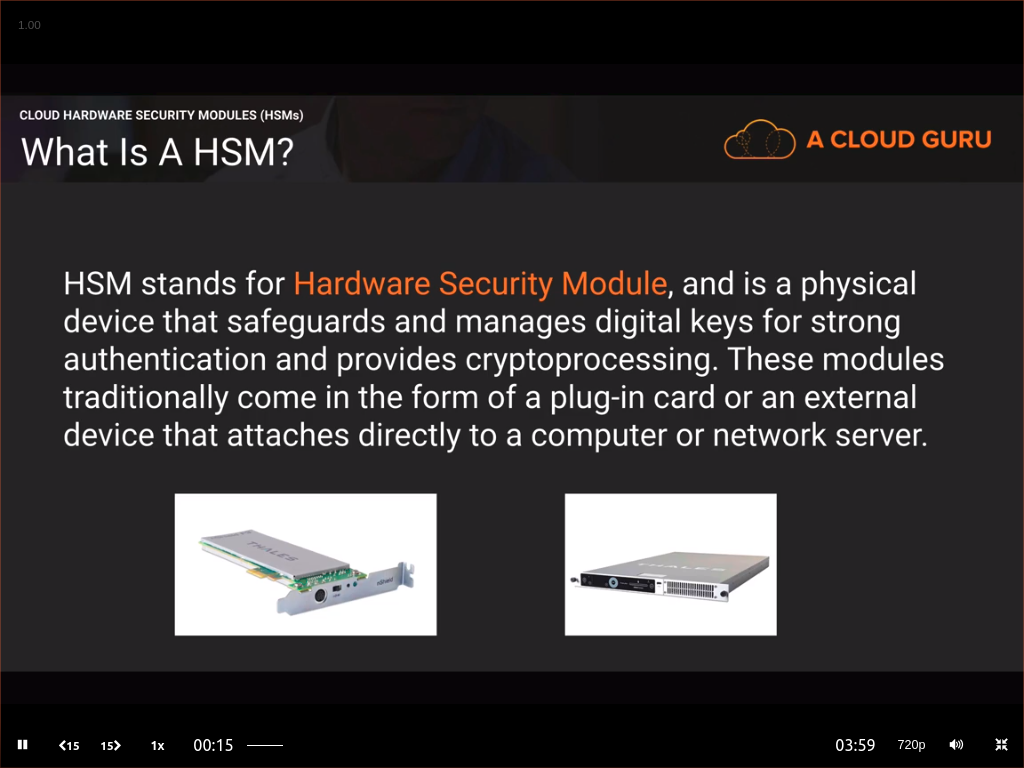 1.00
CLOUD HARDWARE SECURITY MODULES (HSMs)
What Is A HSM?
A CLOUD GURU
HSM stands for Hardware Security Module, and is a physical
device that safeguards and manages digital keys for strong
authentication and provides cryptoprocessing. These modules
traditionally come in the form of a plug-in card or an external
device that attaches directly to a computer or network server.
THALES
THALES
15
15
1x
00:15
03:59
720p